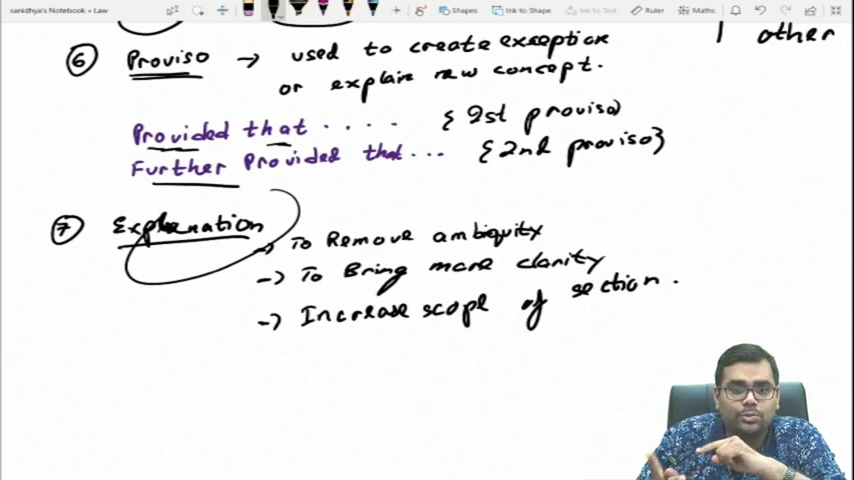 sanidhya's Notebook » Law
Shapes
Ink to Shape
Ink to Text
Ruler
Maths
other
⑥ Proviso → used to create exception
or explain new concept.
Provided that .... {1st proviso}
Further Provided that... {2nd proviso}
⑦ Explanation
-> To Remove ambiquity
-> To Bring more clarity
-> Increase scope of section.